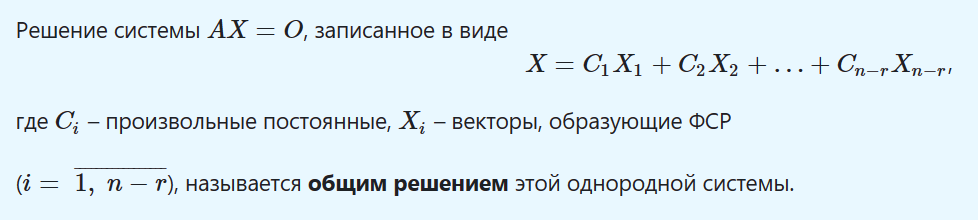 Решение системы AX = O, записанное в виде
X = C₁X₁ + C₂X₂ + … + Cₙ₋ᵣXₙ₋ᵣ,
где Cᵢ – произвольные постоянные, Xᵢ – векторы, образующие ФСР
(i = 1, n − r), называется общим решением этой однородной системы.